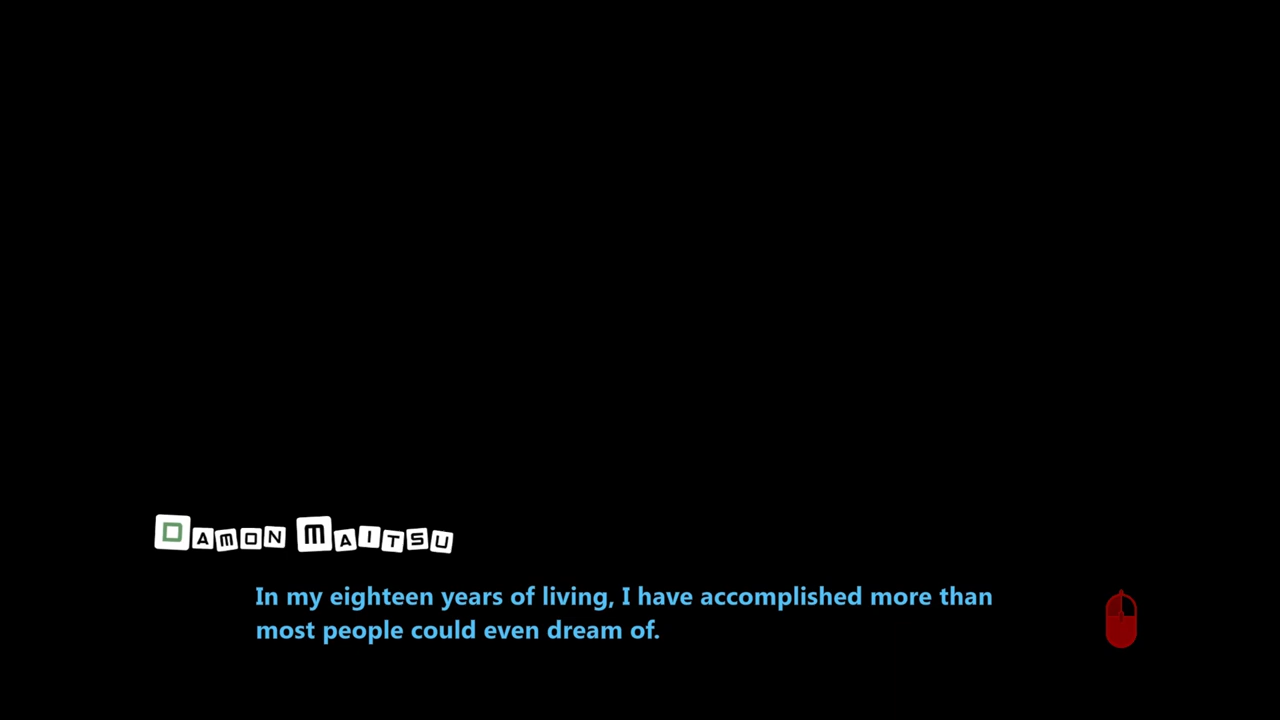 Damon Maitsu
In my eighteen years of living, I have accomplished more than
most people could even dream of.